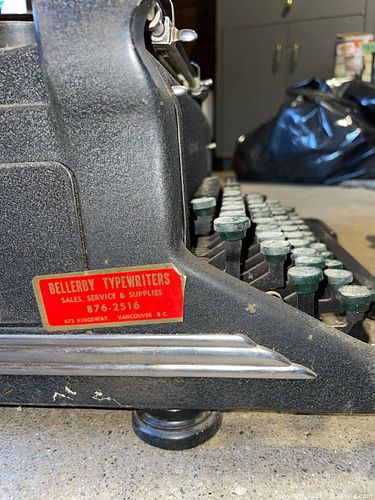 BELLERBY TYPEWRITERS
SALES, SERVICE & SUPPLIES
876-2516
672 KINGSWAY, VANCOUVER B.C.